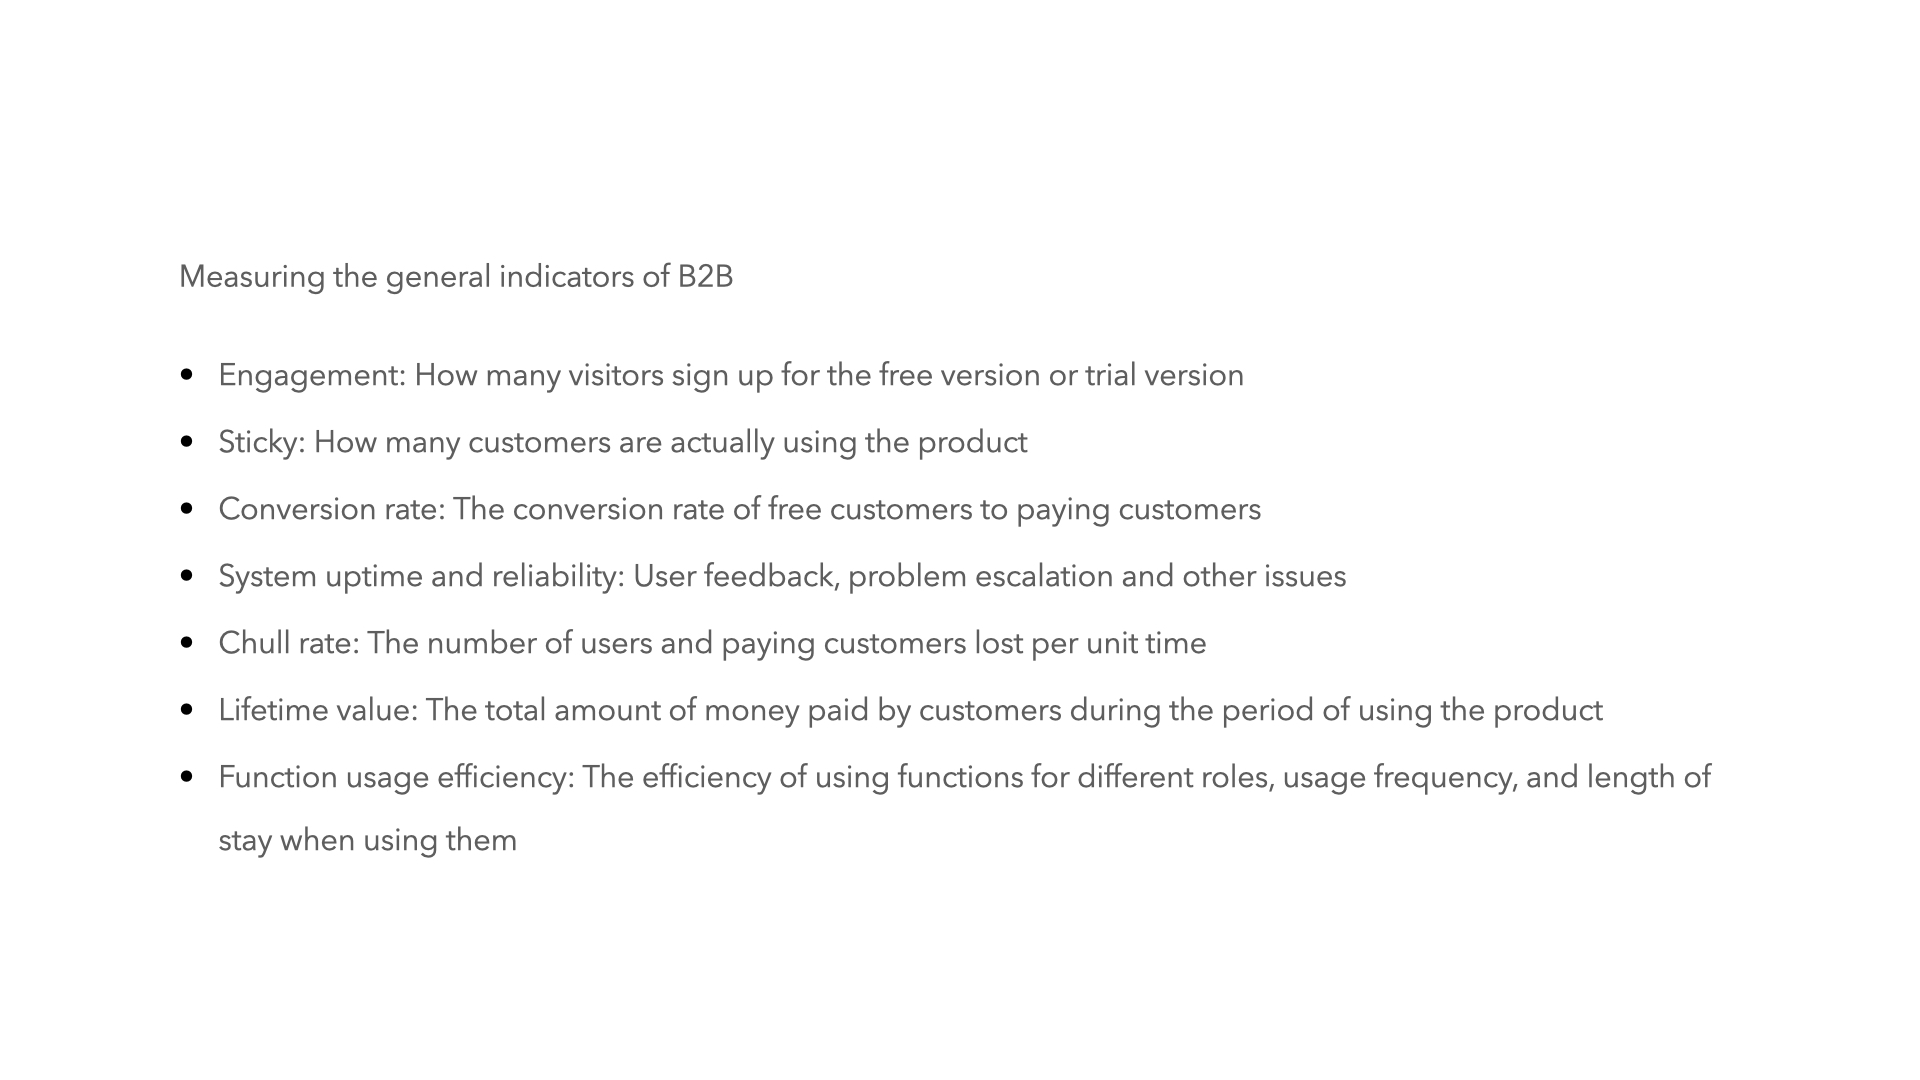 Measuring the general indicators of B2B
• Engagement: How many visitors sign up for the free version or trial version
• Sticky: How many customers are actually using the product
• Conversion rate: The conversion rate of free customers to paying customers
• System uptime and reliability: User feedback, problem escalation and other issues
• Chull rate: The number of users and paying customers lost per unit time
• Lifetime value: The total amount of money paid by customers during the period of using the product
• Function usage efficiency: The efficiency of using functions for different roles, usage frequency, and length of
stay when using them